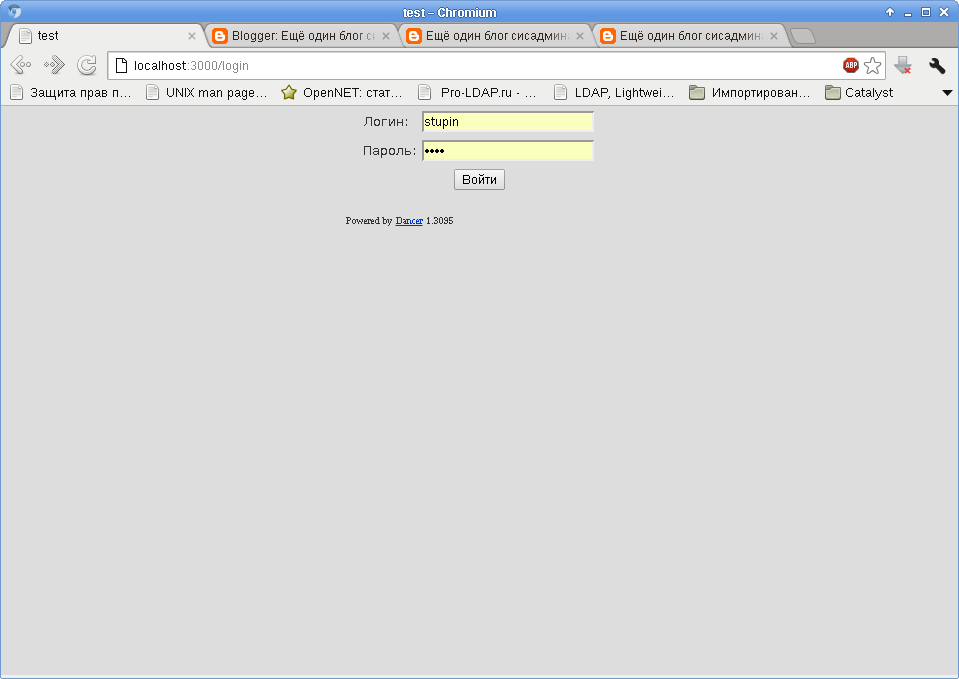 test – Chromium
test
Blogger: Ещё один блог с
Ещё один блог сисадмин
Ещё один блог сисадмин
localhost:3000/login
ABP
Защита прав п... UNIX man page... OpenNET: стат... Pro-LDAP.ru - ... LDAP, Lightwei... Импортирован... Catalyst
Логин: stupin
Пароль: ••••
Войти
Powered by Dancer 1.3095